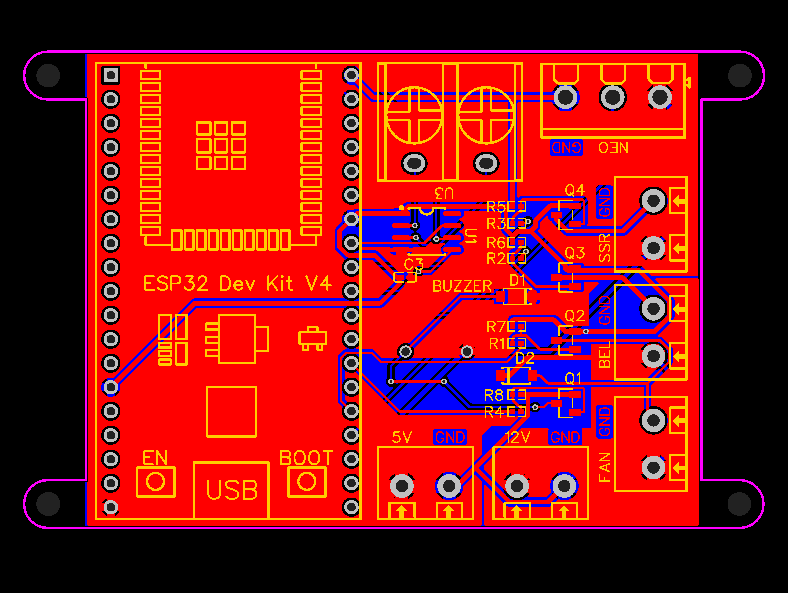 GND NEO
U3
R5
Q4
GND
R3
U1
R6
SSR
R2
C3
Q3
ESP32 Dev Kit V4
BUZZER
D1
GND
R7
Q2
R1
D2
BEL
Q1
R8
R4
GND
5V GND
12V GND
FAN
EN
BOOT
USB